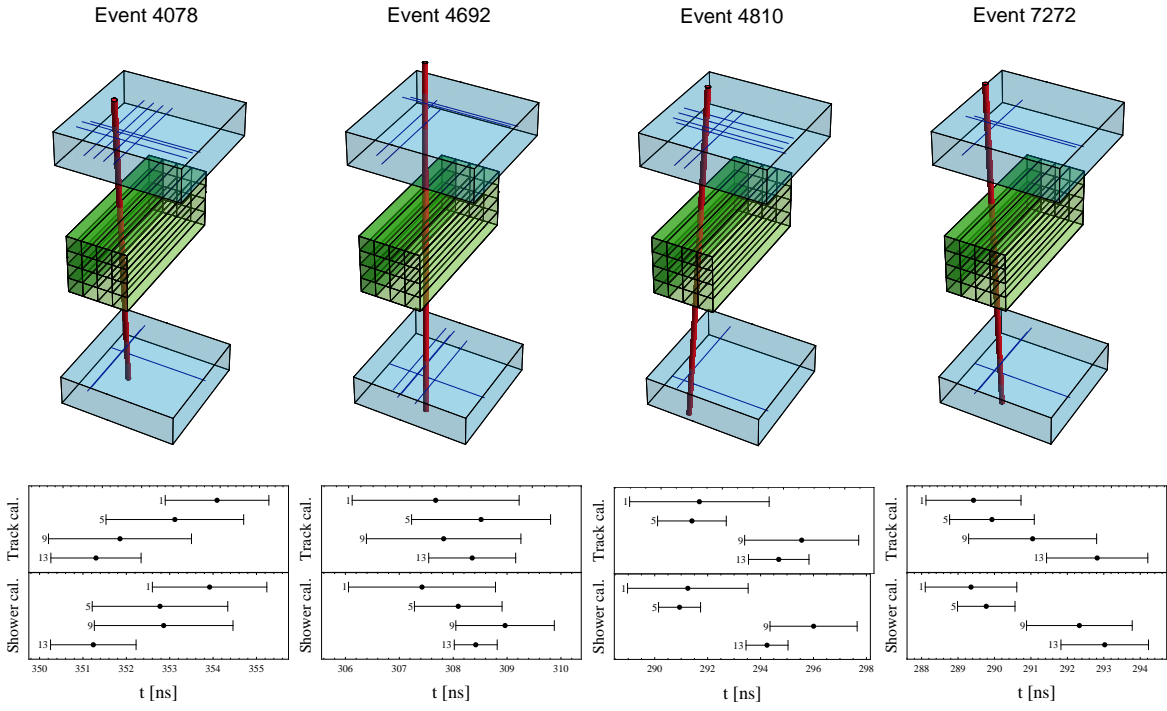 Event 4078
Event 4692
Event 4810
Event 7272
Track cal.
1
5
9
13
Shower cal.
1
5
9
13
350 351 352 353 354 355
t [ns]
Track cal.
1
5
9
13
Shower cal.
1
5
9
13
306 307 308 309 310
t [ns]
Track cal.
1
5
9
13
Shower cal.
1
5
9
13
290 292 294 296 298
t [ns]
Track cal.
1
5
9
13
Shower cal.
1
5
9
13
288 289 290 291 292 293 294
t [ns]